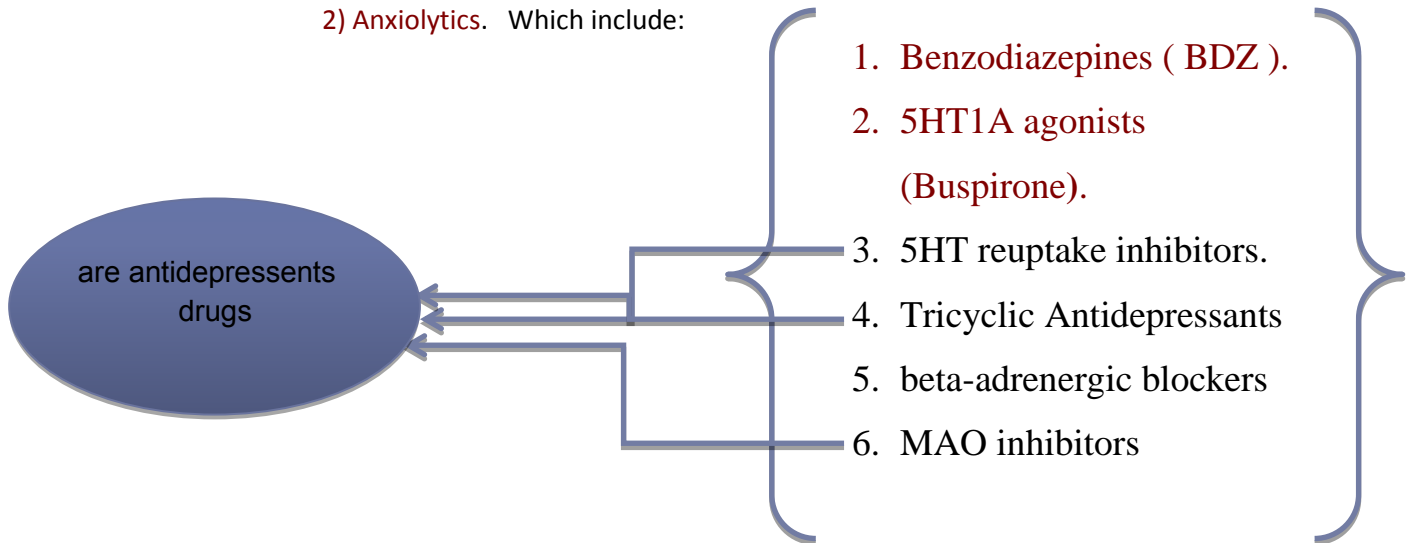 2) Anxiolytics. Which include:
1. Benzodiazepines ( BDZ ).
2. 5HT1A agonists
(Buspirone).
3. 5HT reuptake inhibitors.
4. Tricyclic Antidepressants
5. beta-adrenergic blockers
6. MAO inhibitors
are antidepressents
drugs